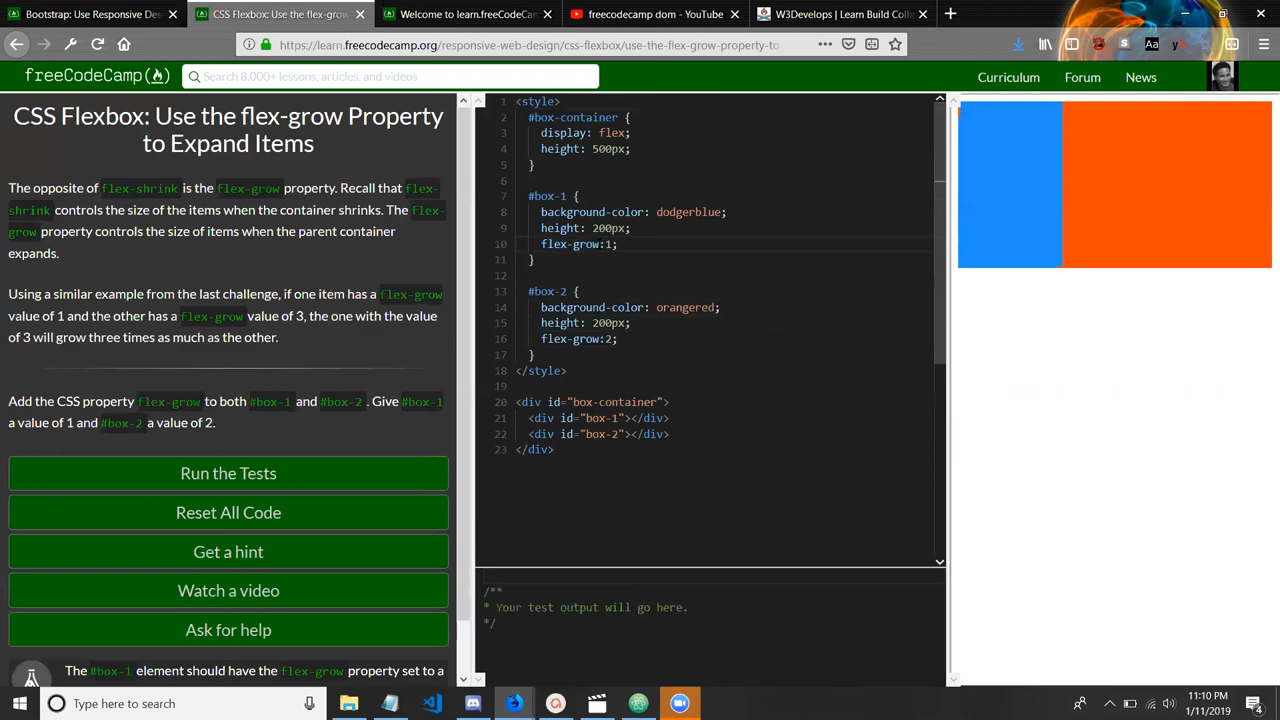 Bootstrap: Use Responsive Des
CSS Flexbox: Use the flex-grow
Welcome to learn.freeCodeCar
freecodecamp dom - YouTube
W3Develops | Learn Build Colla
https://learn.freecodecamp.org/responsive-web-design/css-flexbox/use-the-flex-grow-property-to
freeCodeCamp
Search 8,000+ lessons, articles, and videos
Curriculum
Forum
News
CSS Flexbox: Use the flex-grow Property
to Expand Items
The opposite of flex-shrink is the flex-grow property. Recall that flex-
shrink controls the size of the items when the container shrinks. The flex-
grow property controls the size of items when the parent container
expands.
Using a similar example from the last challenge, if one item has a flex-grow
value of 1 and the other has a flex-grow value of 3, the one with the value
of 3 will grow three times as much as the other.
Add the CSS property flex-grow to both #box-1 and #box-2 . Give #box-1
a value of 1 and #box-2 a value of 2.
Run the Tests
Reset All Code
Get a hint
Watch a video
Ask for help
The #box-1 element should have the flex-grow property set to a
1 <style>
2 #box-container {
3 display: flex;
4 height: 500px;
5 }
6
7 #box-1 {
8 background-color: dodgerblue;
9 height: 200px;
10 flex-grow:1;
11 }
12
13 #box-2 {
14 background-color: orangered;
15 height: 200px;
16 flex-grow:2;
17 }
18 </style>
19
20 <div id="box-container">
21 <div id="box-1"></div>
22 <div id="box-2"></div>
23 </div>
/**
* Your test output will go here.
*/
Type here to search
11:10 PM
1/11/2019
4